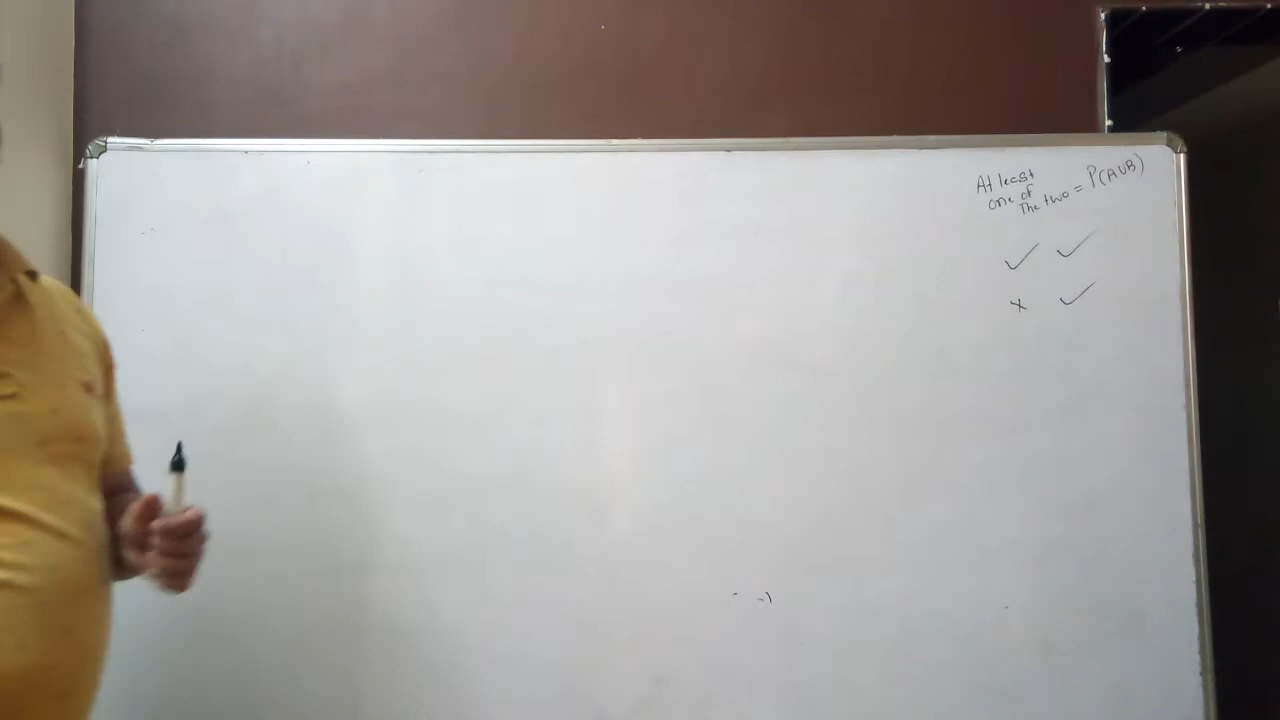 At least
one of
The two = P(AUB)
✓ ✓
× ✓